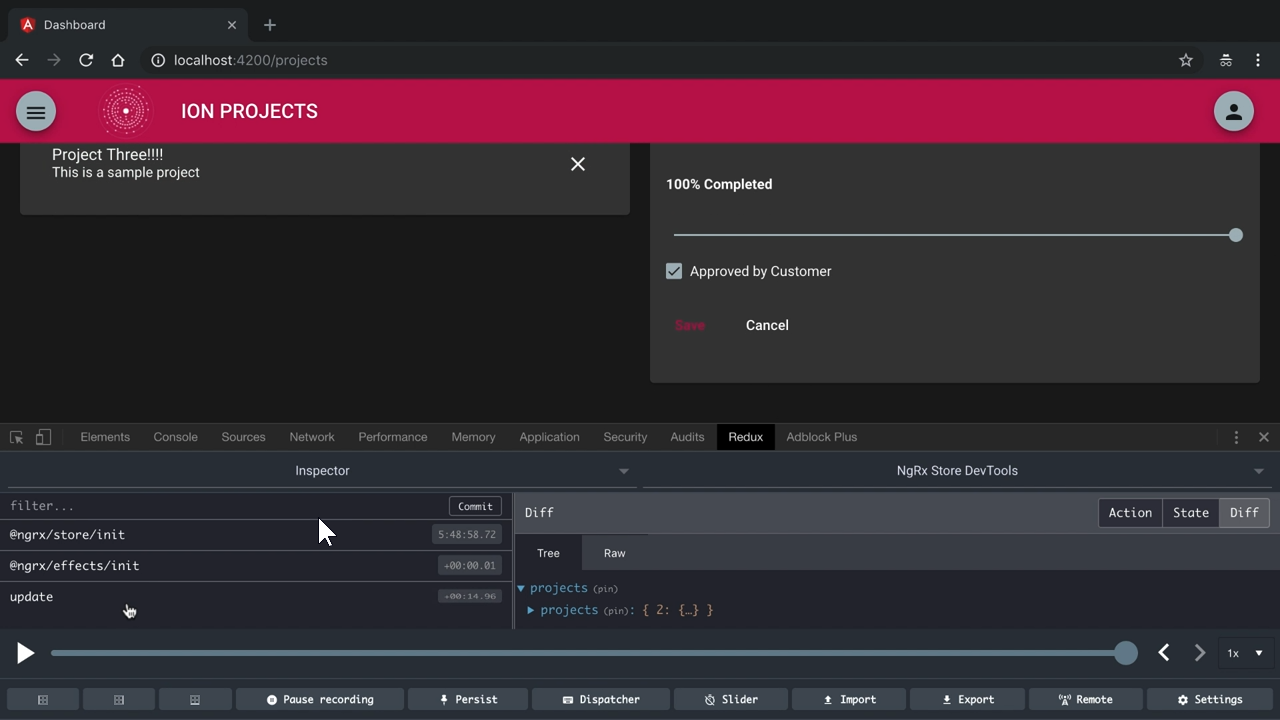 Dashboard
localhost:4200/projects
ION PROJECTS
Project Three!!!!
This is a sample project
100% Completed
Approved by Customer
Save Cancel
Elements Console Sources Network Performance Memory Application Security Audits Redux Adblock Plus
Inspector NgRx Store DevTools
filter... Commit
Diff Action State Diff
@ngrx/store/init 5:48:58.72
Tree Raw
@ngrx/effects/init +00:00.01
projects (pin)
update +00:14.96
projects (pin): { 2: {…} }
1x
Pause recording Persist Dispatcher Slider Import Export Remote Settings